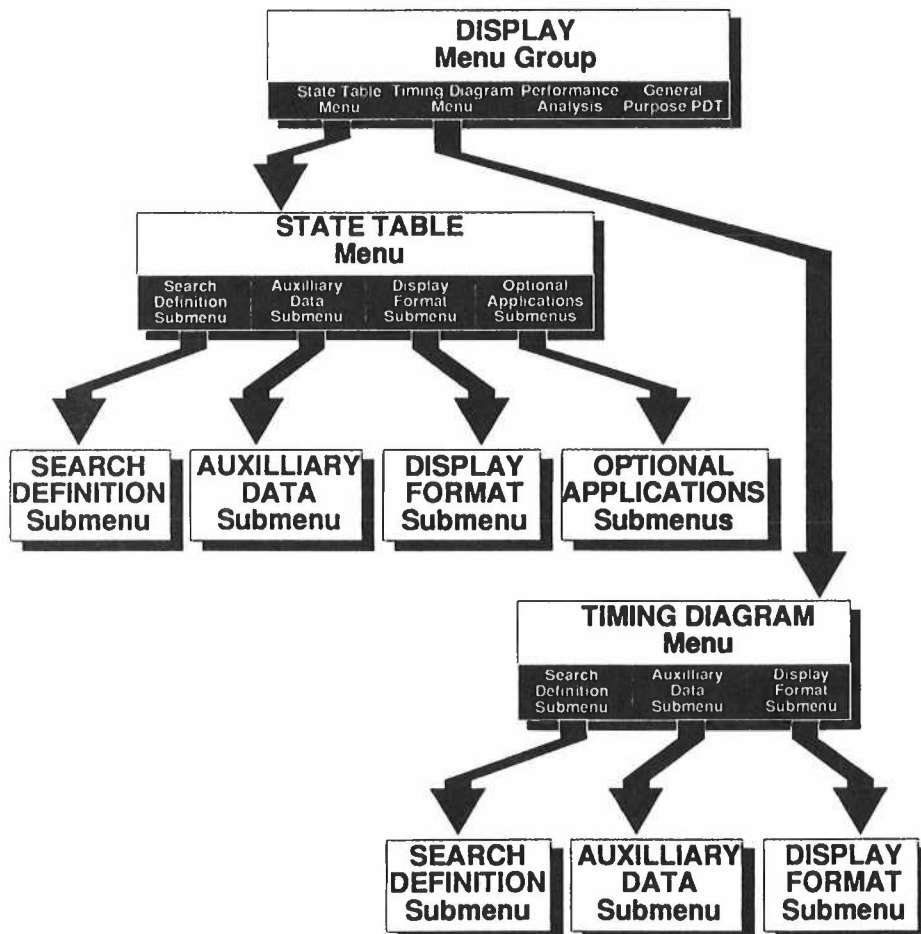 DISPLAY
Menu Group
State Table Timing Diagram Performance General
Menu Menu Analysis Purpose PDT
STATE TABLE
Menu
Search Auxilliary Display Optional
Definition Data Format Applications
Submenu Submenu Submenu Submenus
SEARCH
DEFINITION
Submenu
AUXILLIARY
DATA
Submenu
DISPLAY
FORMAT
Submenu
OPTIONAL
APPLICATIONS
Submenus
TIMING DIAGRAM
Menu
Search Auxilliary Display
Definition Data Format
Submenu Submenu Submenu
SEARCH
DEFINITION
Submenu
AUXILLIARY
DATA
Submenu
DISPLAY
FORMAT
Submenu